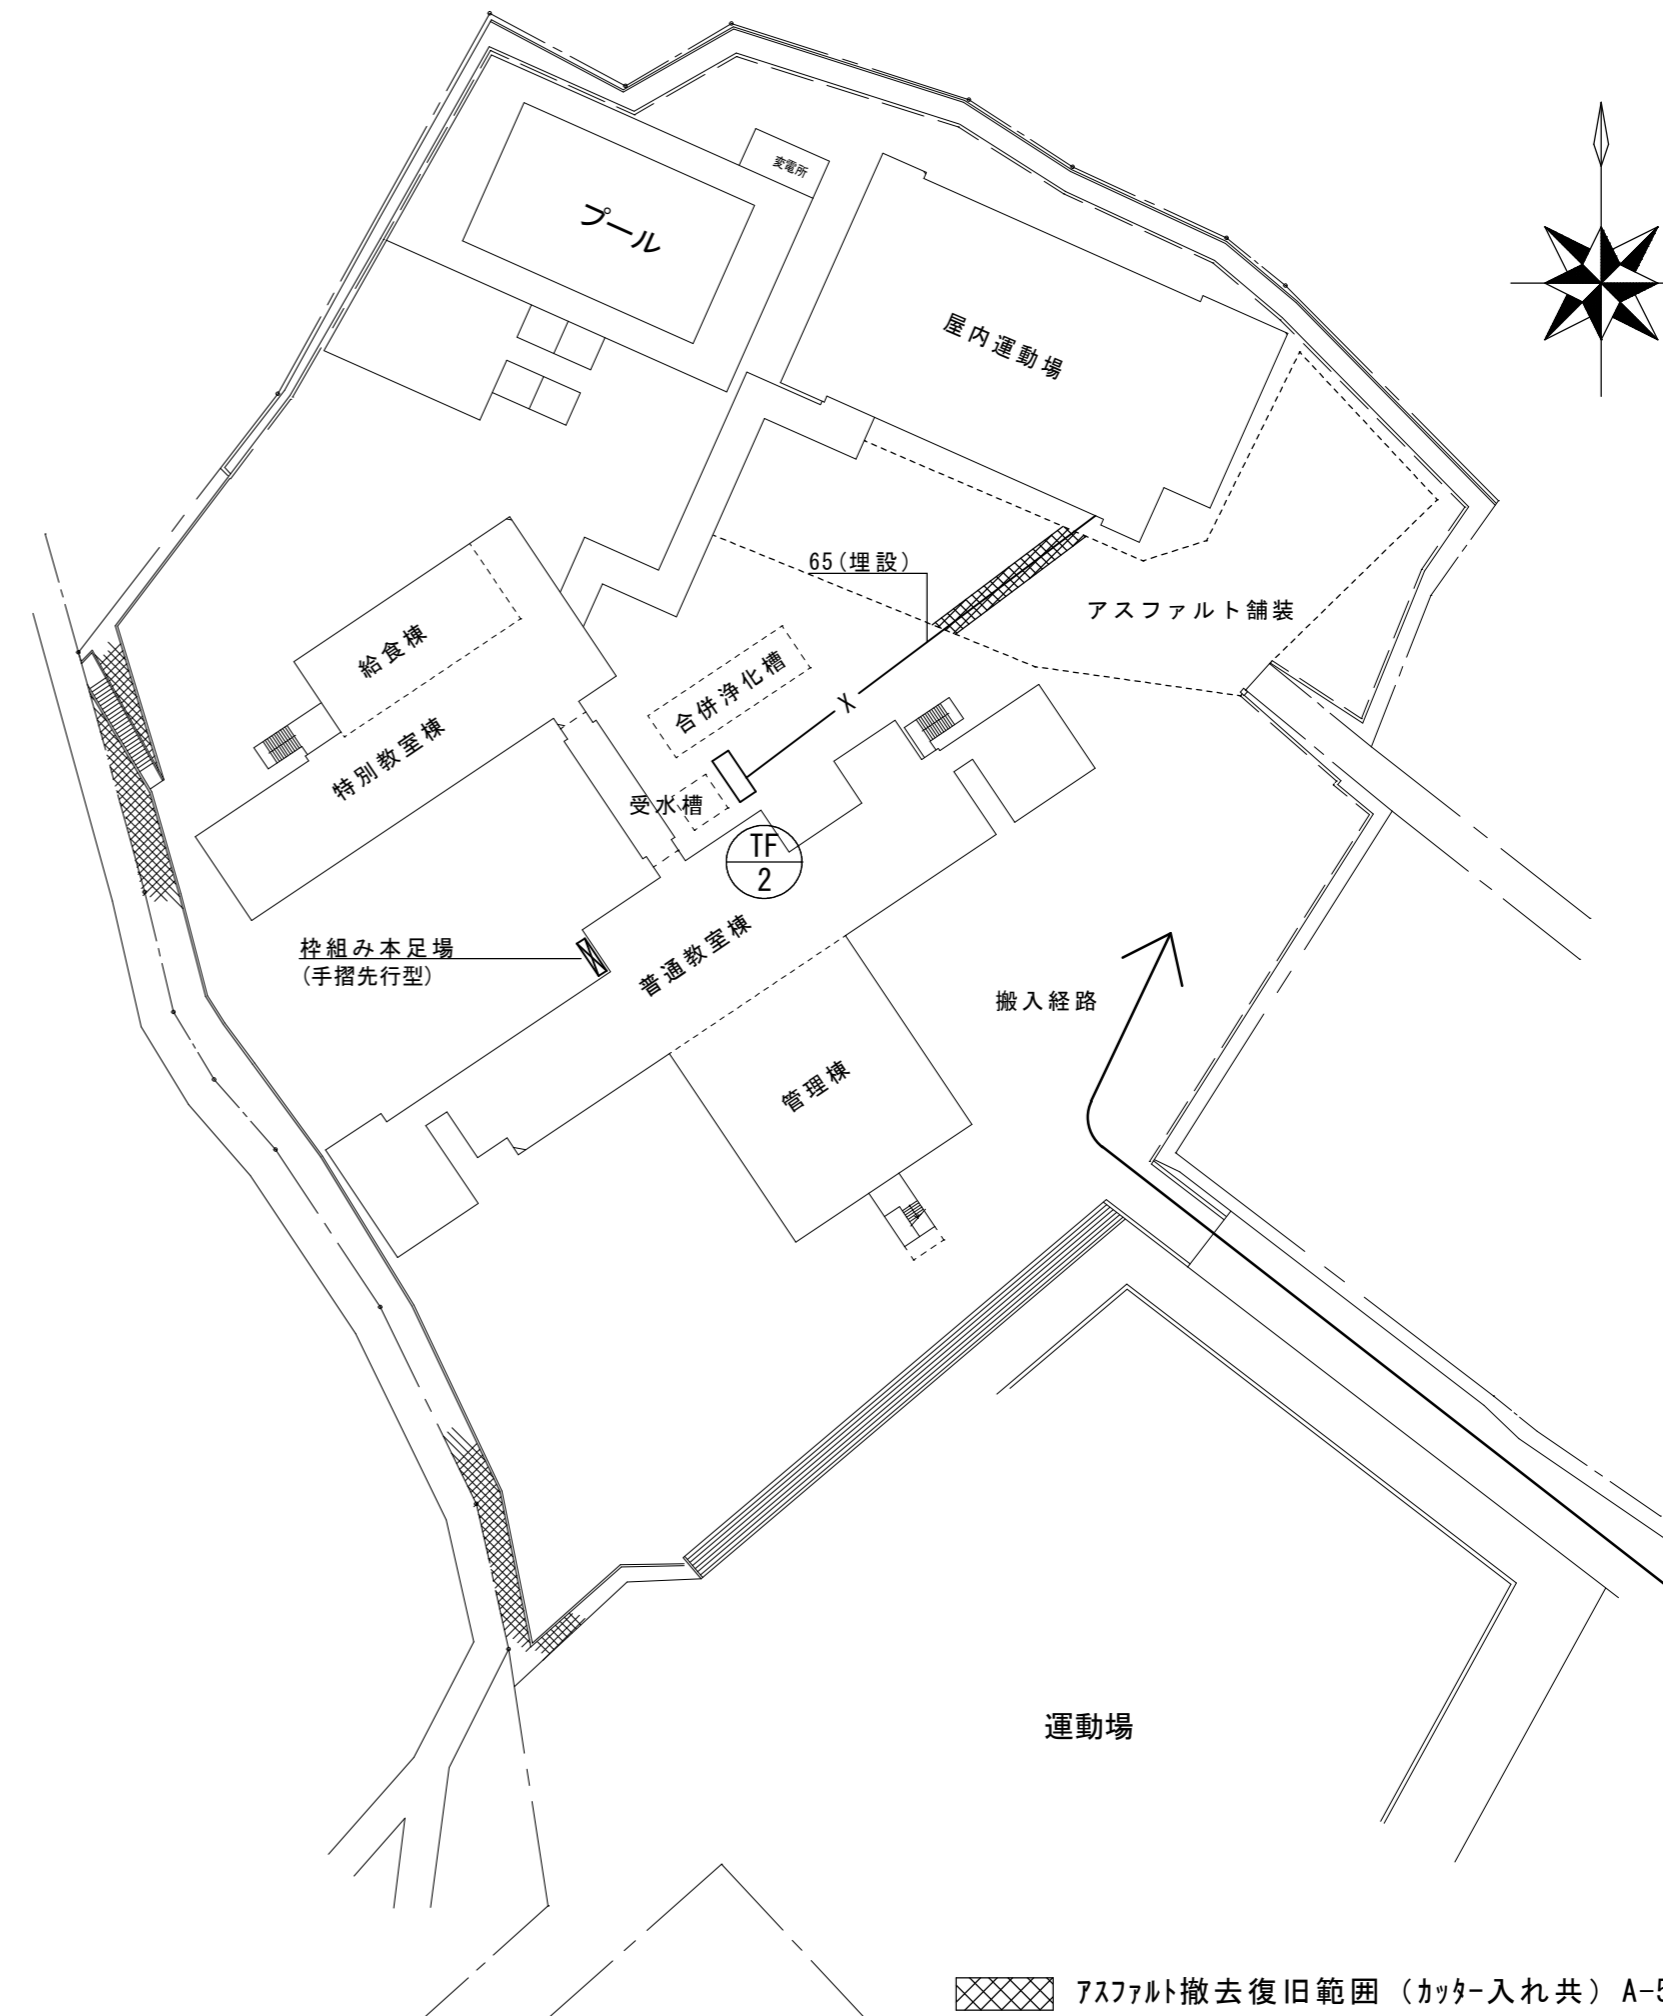 変電所
プール
屋内運動場
65(埋設)
アスファルト舗装
給食棟
合併浄化槽
X
特別教室棟
受水槽
TF
2
枠組み本足場
(手摺先行型)
普通教室棟
搬入経路
管理棟
運動場
アスファルト撤去復旧範囲(カッター入れ共)A-5